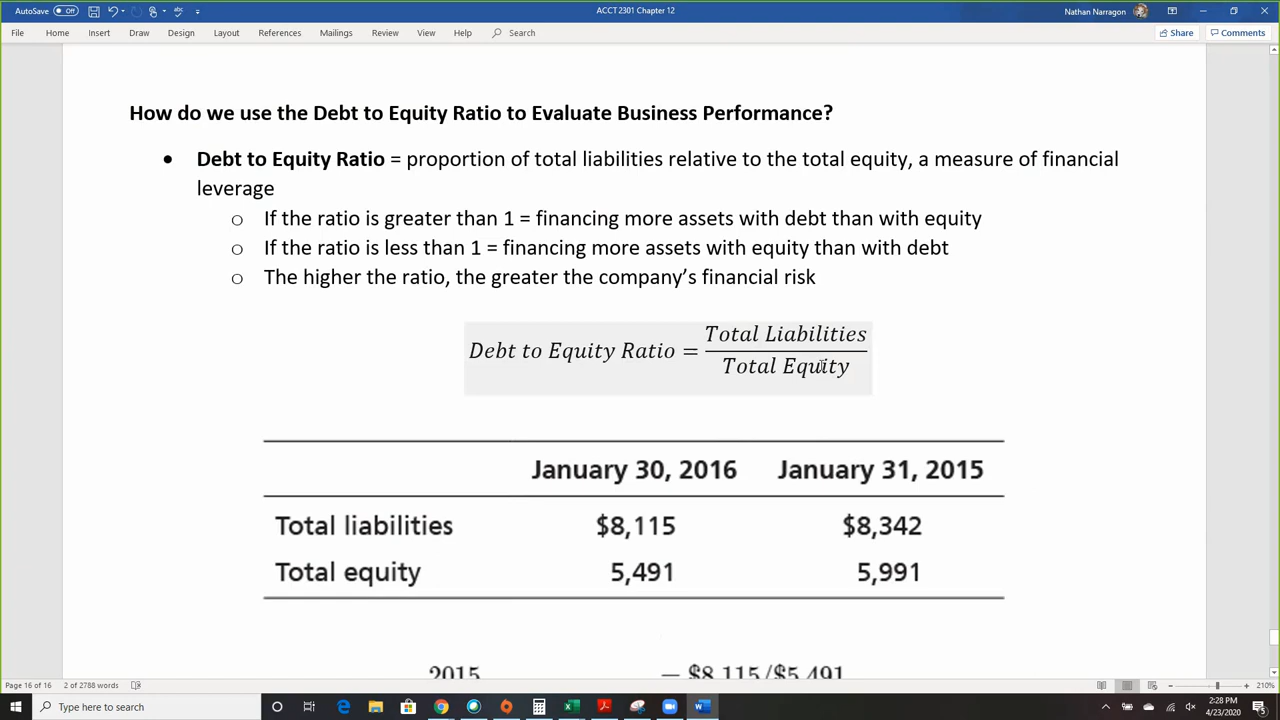 AutoSave Off
ACCT 2301 Chapter 12
Nathan Narragon
File Home Insert Draw Design Layout References Mailings Review View Help Search Share Comments
How do we use the Debt to Equity Ratio to Evaluate Business Performance?
• Debt to Equity Ratio = proportion of total liabilities relative to the total equity, a measure of financial
leverage
o If the ratio is greater than 1 = financing more assets with debt than with equity
o If the ratio is less than 1 = financing more assets with equity than with debt
o The higher the ratio, the greater the company's financial risk
Total Liabilities
Debt to Equity Ratio =
Total Equity
January 30, 2016 January 31, 2015
Total liabilities $8,115 $8,342
Total equity 5,491 5,991
2015 = $8,115/$5,491
Page 16 of 16 2 of 2788 words 210%
Type here to search
2:28 PM
4/23/2020